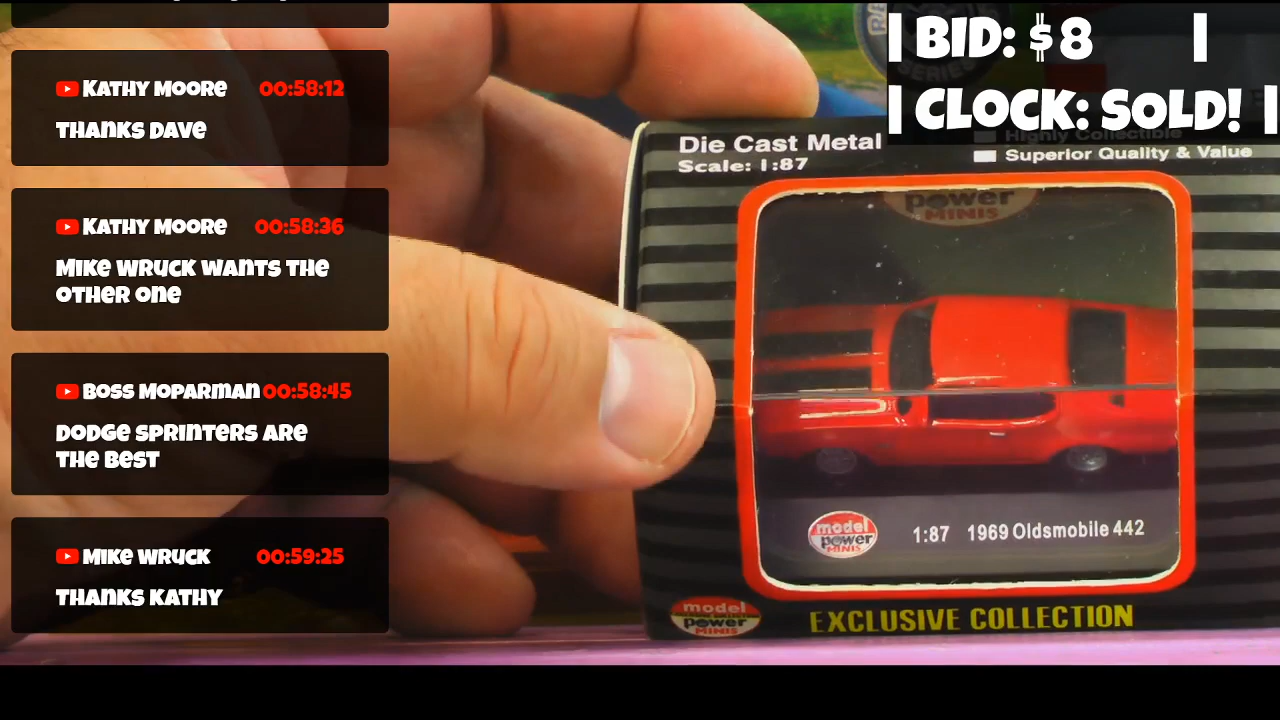 Kathy Moore 00:58:12
Thanks Dave
Kathy Moore 00:58:36
Mike Wruck wants the
other one
Boss Moparman 00:58:45
Dodge Sprinters are
the best
Mike Wruck 00:59:25
Thanks Kathy
| BID: $8 |
| CLOCK: SOLD! |
SERIES
Die Cast Metal
Scale: 1:87
Highly Collectible
Superior Quality & Value
power
MINIS
model
power
MINIS
1:87 1969 Oldsmobile 442
model
power
MINIS
EXCLUSIVE COLLECTION